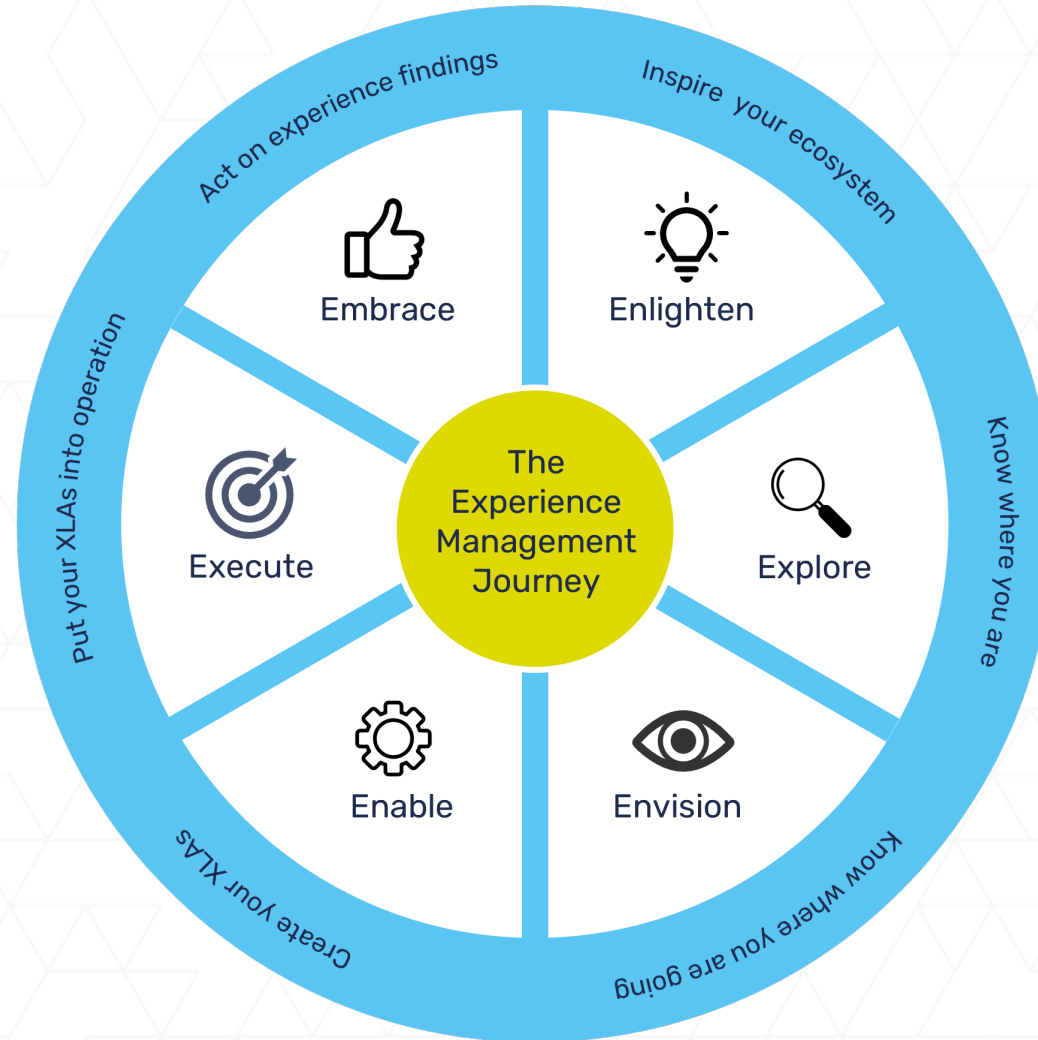 The
Experience
Management
Journey
Inspire your ecosystem
Enlighten
Know where you are
Explore
Know where you are going
Envision
Create your XLAs
Enable
Put your XLAs into operation
Execute
Act on experience findings
Embrace